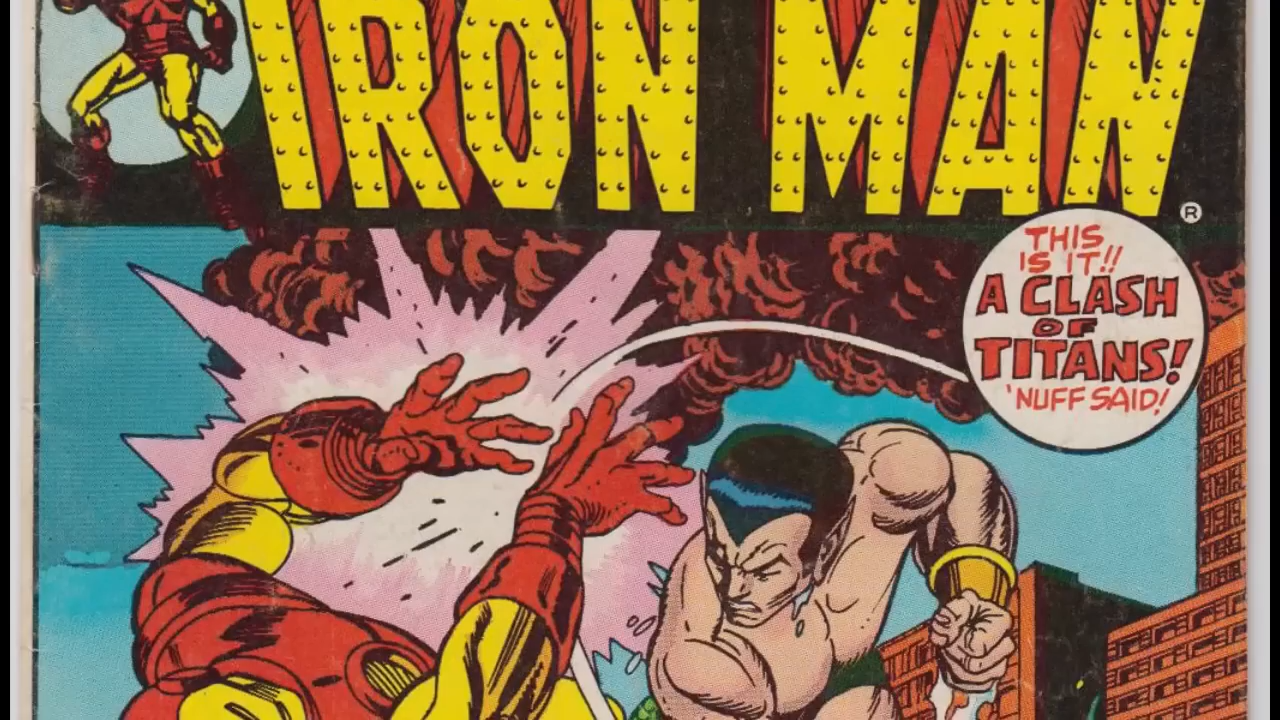 IRON MAN
®
THIS
IS IT!!
A CLASH
OF
TITANS!
'NUFF SAID!